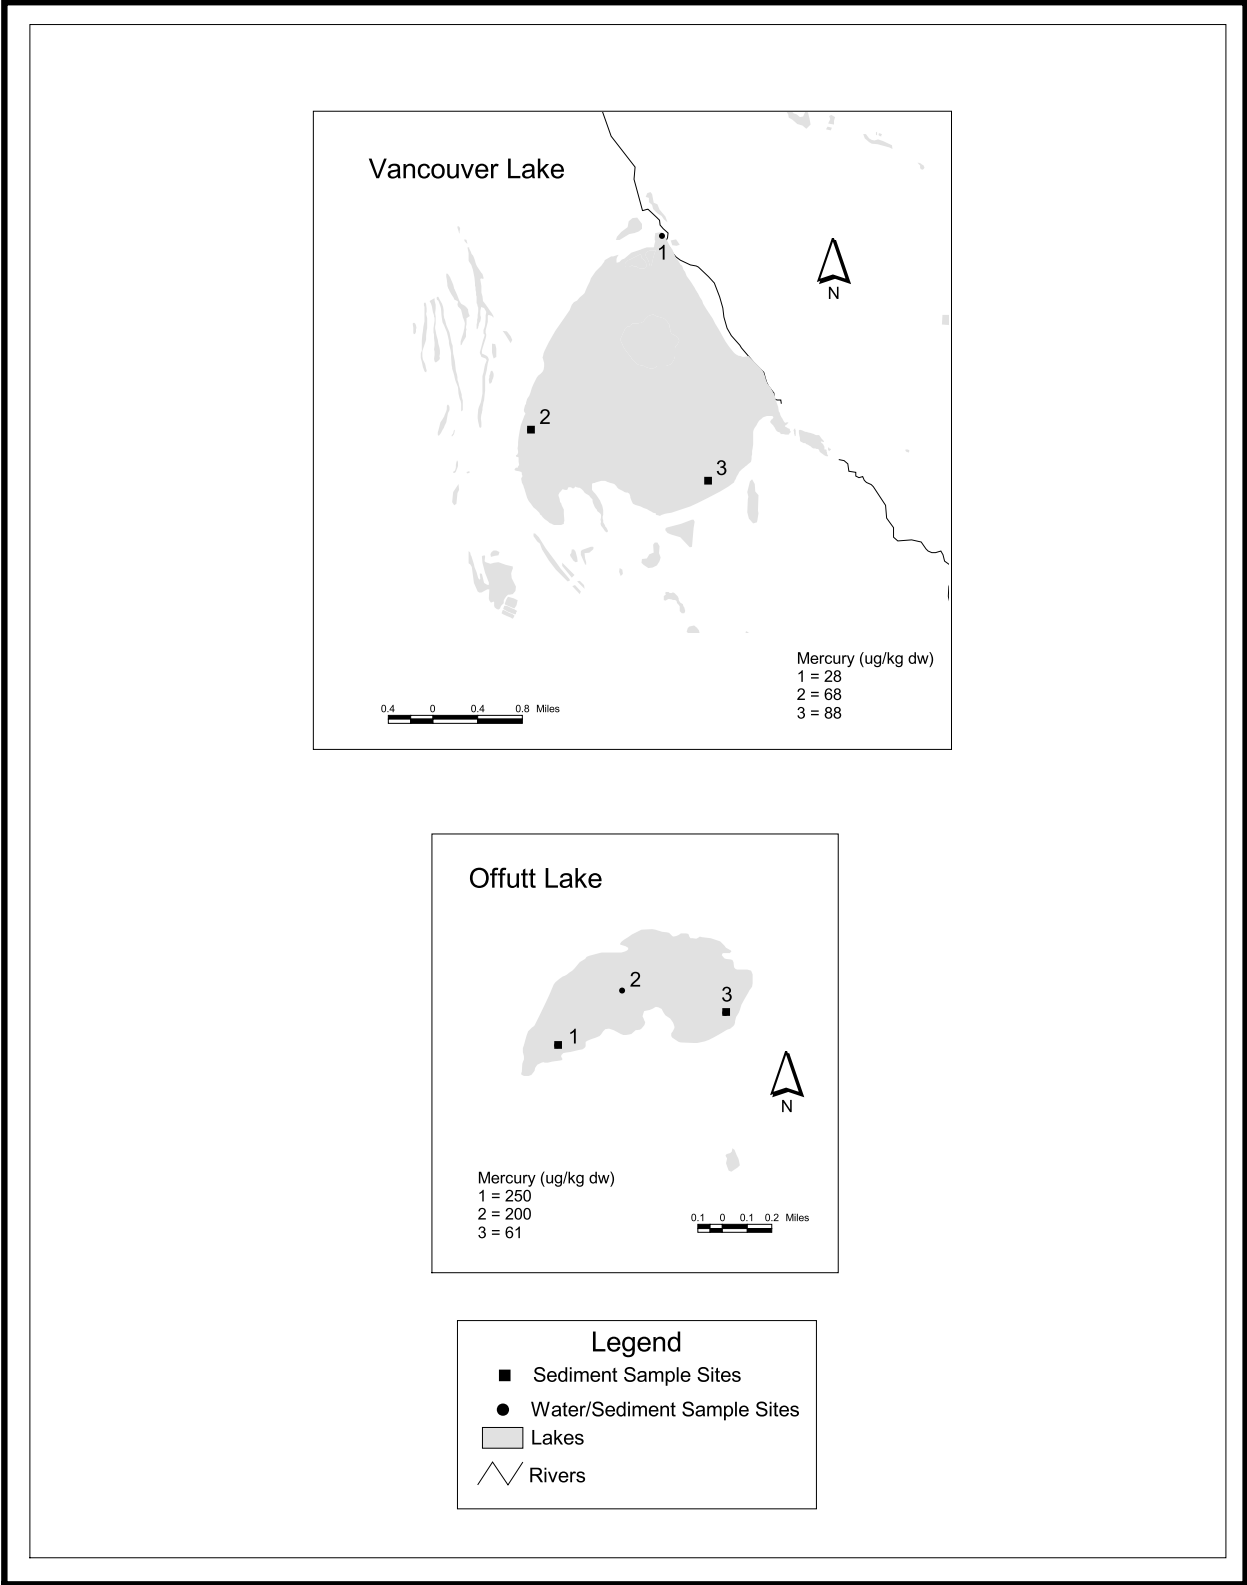 Vancouver Lake
1
N
2
3
Mercury (ug/kg dw)
1 = 28
2 = 68
3 = 88
0.4 0 0.4 0.8 Miles
Offutt Lake
2
3
1
N
Mercury (ug/kg dw)
1 = 250
2 = 200
3 = 61
0.1 0 0.1 0.2 Miles
Legend
Sediment Sample Sites
Water/Sediment Sample Sites
Lakes
Rivers